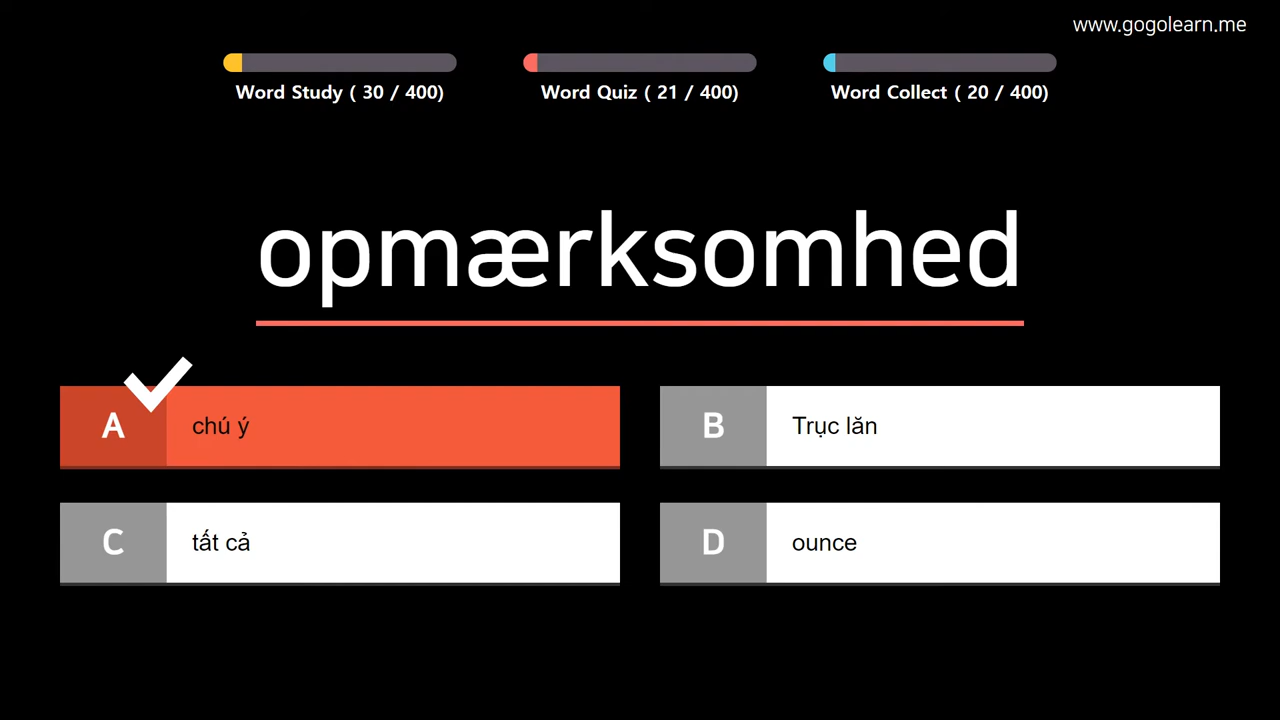 www.gogolearn.me
Word Study ( 30 / 400)
Word Quiz ( 21 / 400)
Word Collect ( 20 / 400)
opmærksomhed
A chú ý
B Trục lăn
C tất cả
D ounce